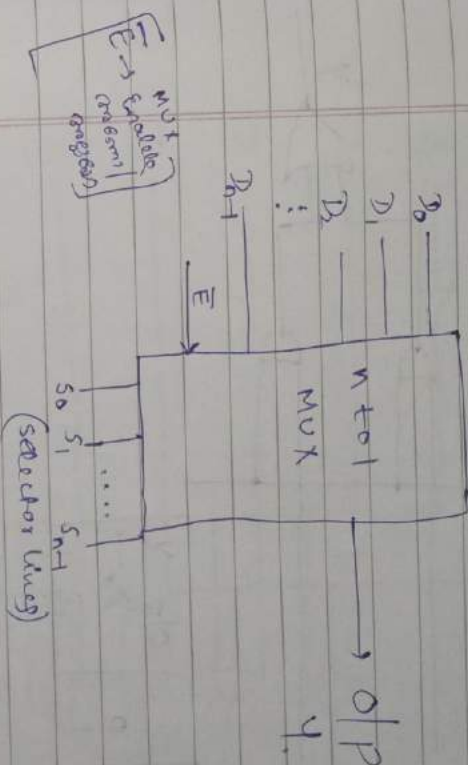 D₀
D₁
D₂
⋮
Dn-1
n to 1
MUX
O/P
Y.
E̅
S₀ S₁ ..... Sn-1
(selector lines)
MUX
E̅ → Enable